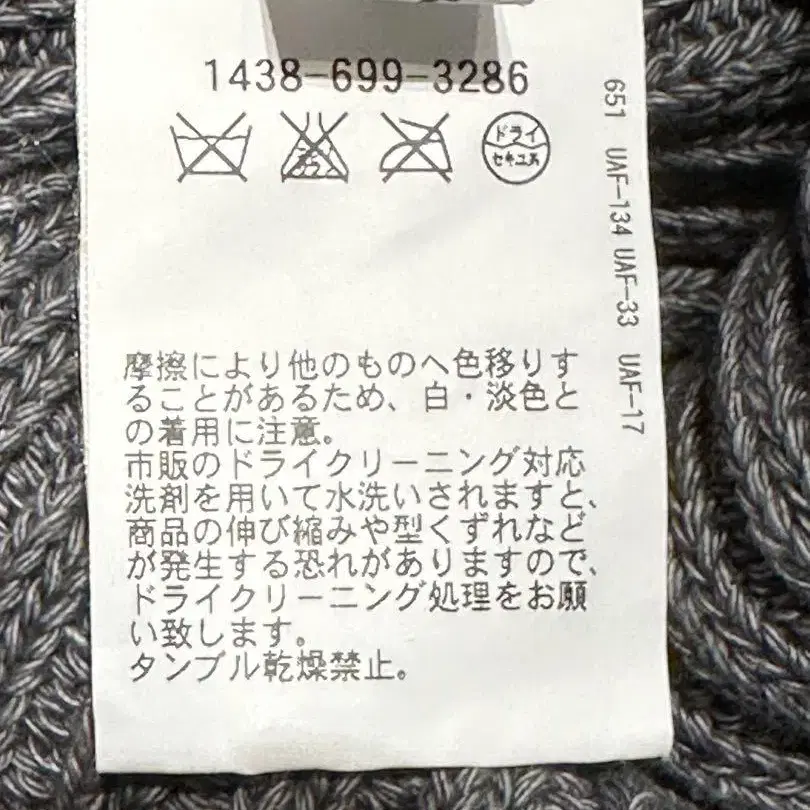 1438-699-3286
ドライ
セキユ系
651 UAF-134 UAF-33 UAF-17
摩擦により他のものへ色移りす
ることがあるため、白・淡色と
の着用に注意。
市販のドライクリーニング対応
洗剤を用いて水洗いされますと、
商品の伸び縮みや型くずれなど
が発生する恐れがありますので、
ドライクリーニング処理をお願
い致します。
タンブル乾燥禁止。